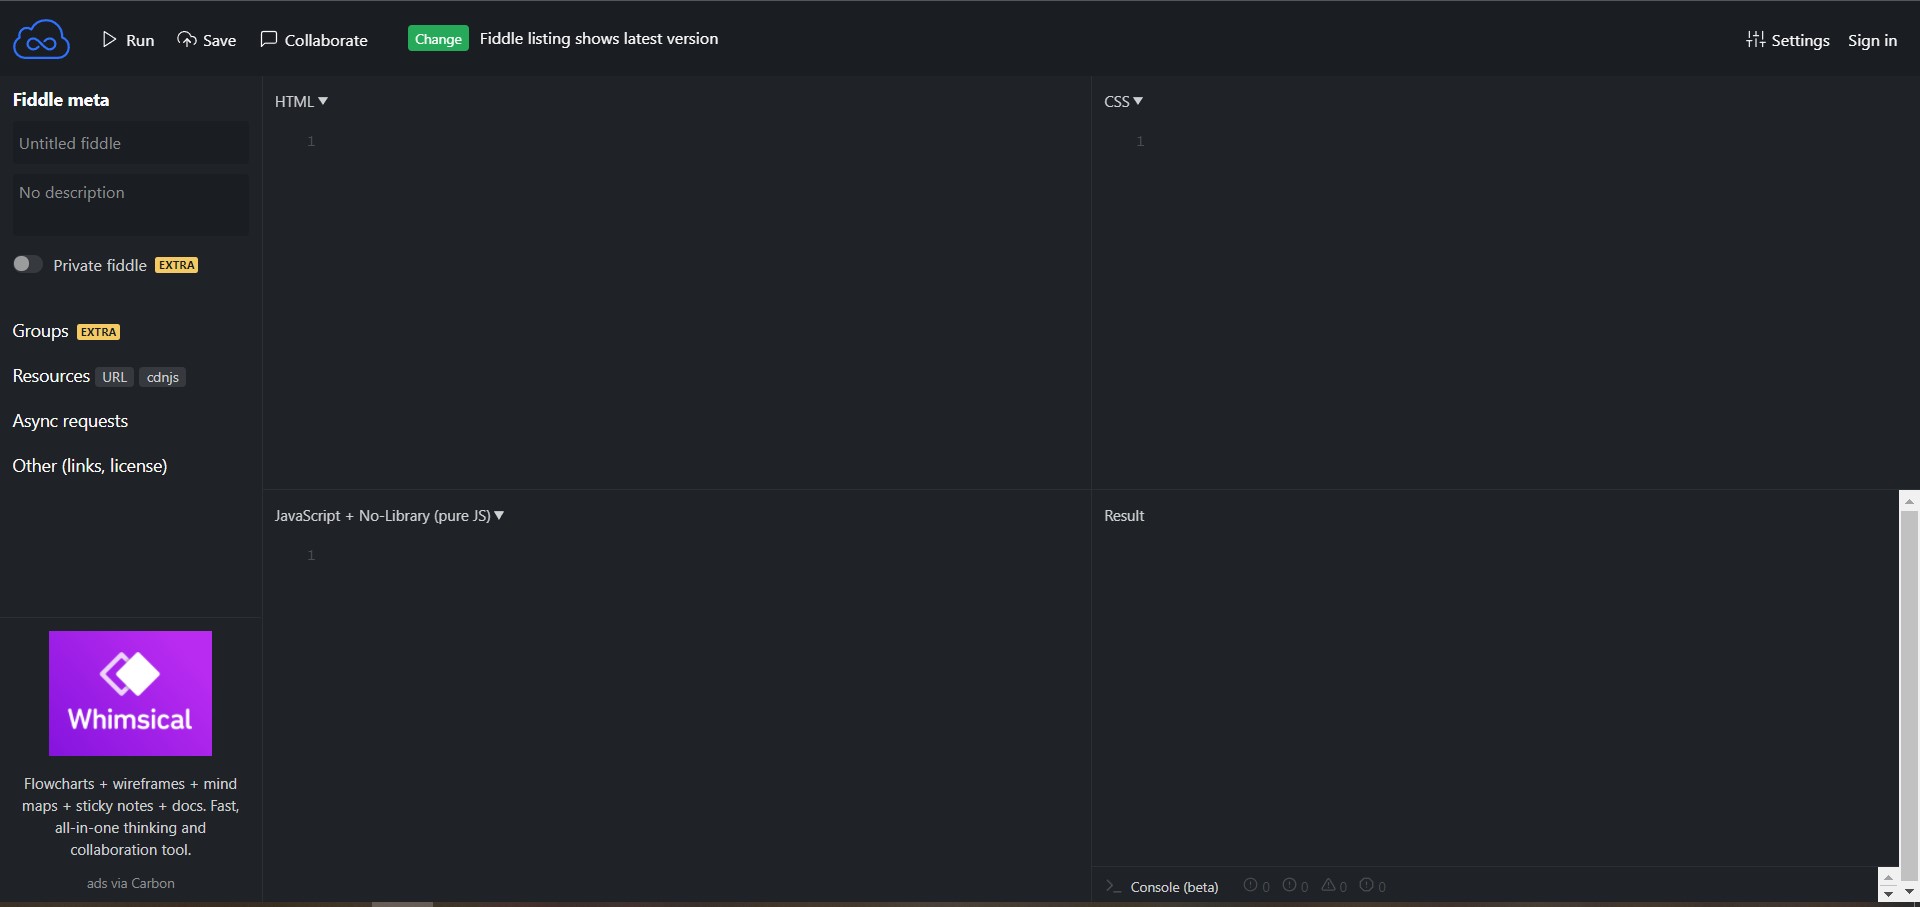 Run Save Collaborate Change Fiddle listing shows latest version Settings Sign in
Fiddle meta
Untitled fiddle
No description
Private fiddle EXTRA
Groups EXTRA
Resources URL cdnjs
Async requests
Other (links, license)
Whimsical
Flowcharts + wireframes + mind
maps + sticky notes + docs. Fast,
all-in-one thinking and
collaboration tool.
ads via Carbon
HTML
1
CSS
1
JavaScript + No-Library (pure JS)
1
Result
Console (beta) 0 0 0 0